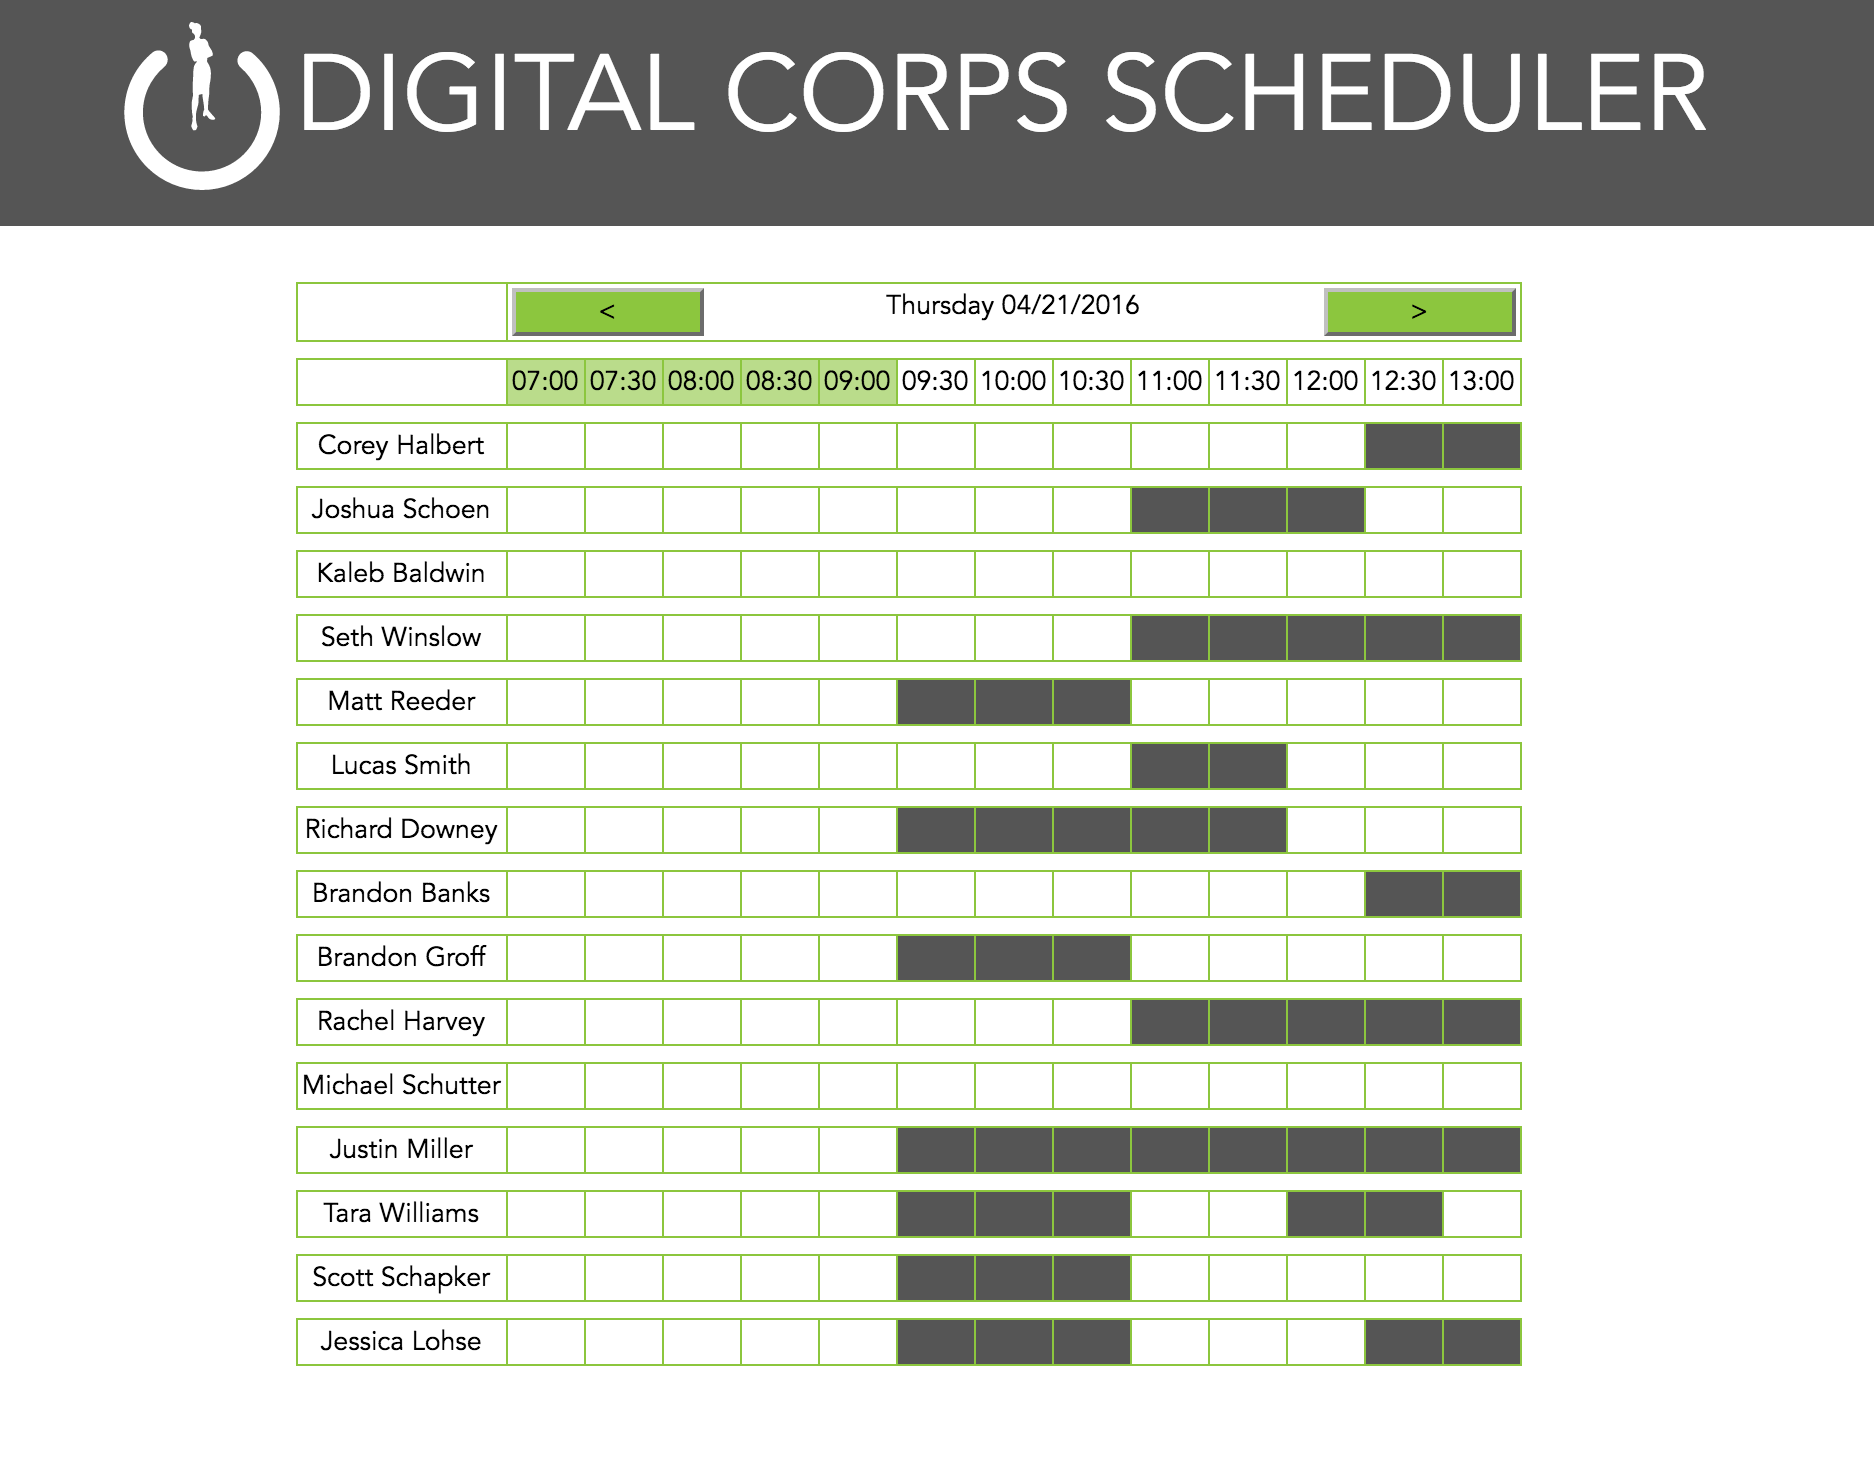 DIGITAL CORPS SCHEDULER
< Thursday 04/21/2016 >
07:00 07:30 08:00 08:30 09:00 09:30 10:00 10:30 11:00 11:30 12:00 12:30 13:00
Corey Halbert
Joshua Schoen
Kaleb Baldwin
Seth Winslow
Matt Reeder
Lucas Smith
Richard Downey
Brandon Banks
Brandon Groff
Rachel Harvey
Michael Schutter
Justin Miller
Tara Williams
Scott Schapker
Jessica Lohse